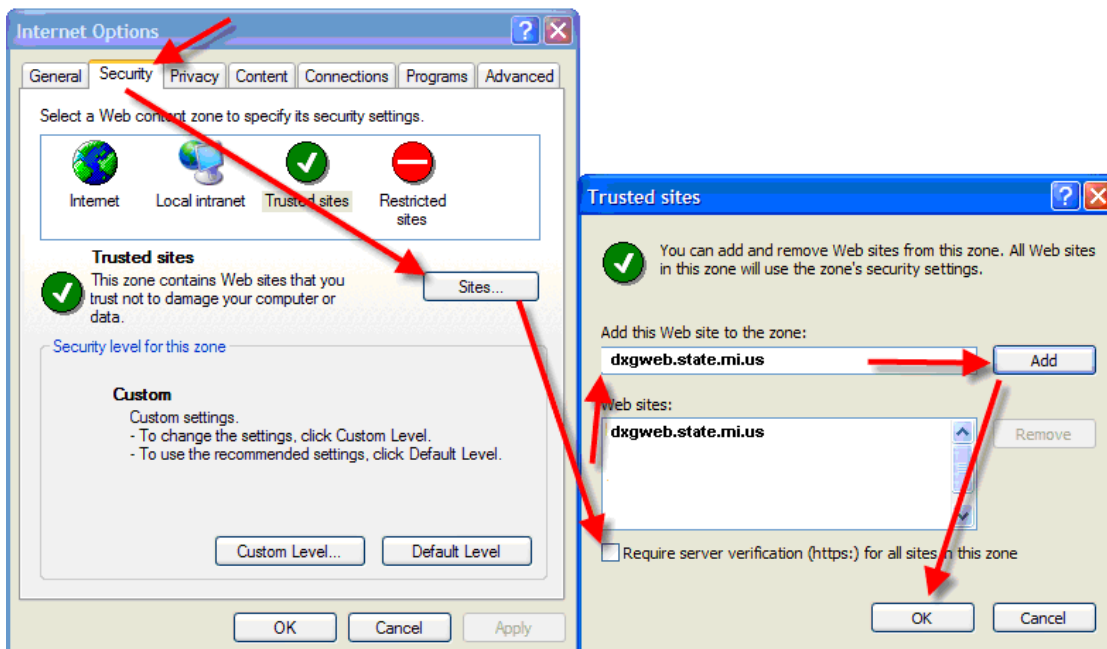 Internet Options
General Security Privacy Content Connections Programs Advanced
Select a Web content zone to specify its security settings.
Internet Local intranet Trusted sites Restricted
sites
Trusted sites
This zone contains Web sites that you
trust not to damage your computer or
data.
Sites...
Security level for this zone
Custom
Custom settings.
- To change the settings, click Custom Level.
- To use the recommended settings, click Default Level.
Custom Level... Default Level
OK Cancel Apply
Trusted sites
You can add and remove Web sites from this zone. All Web sites
in this zone will use the zone's security settings.
Add this Web site to the zone:
dxgweb.state.mi.us Add
Web sites:
dxgweb.state.mi.us Remove
Require server verification (https:) for all sites in this zone
OK Cancel